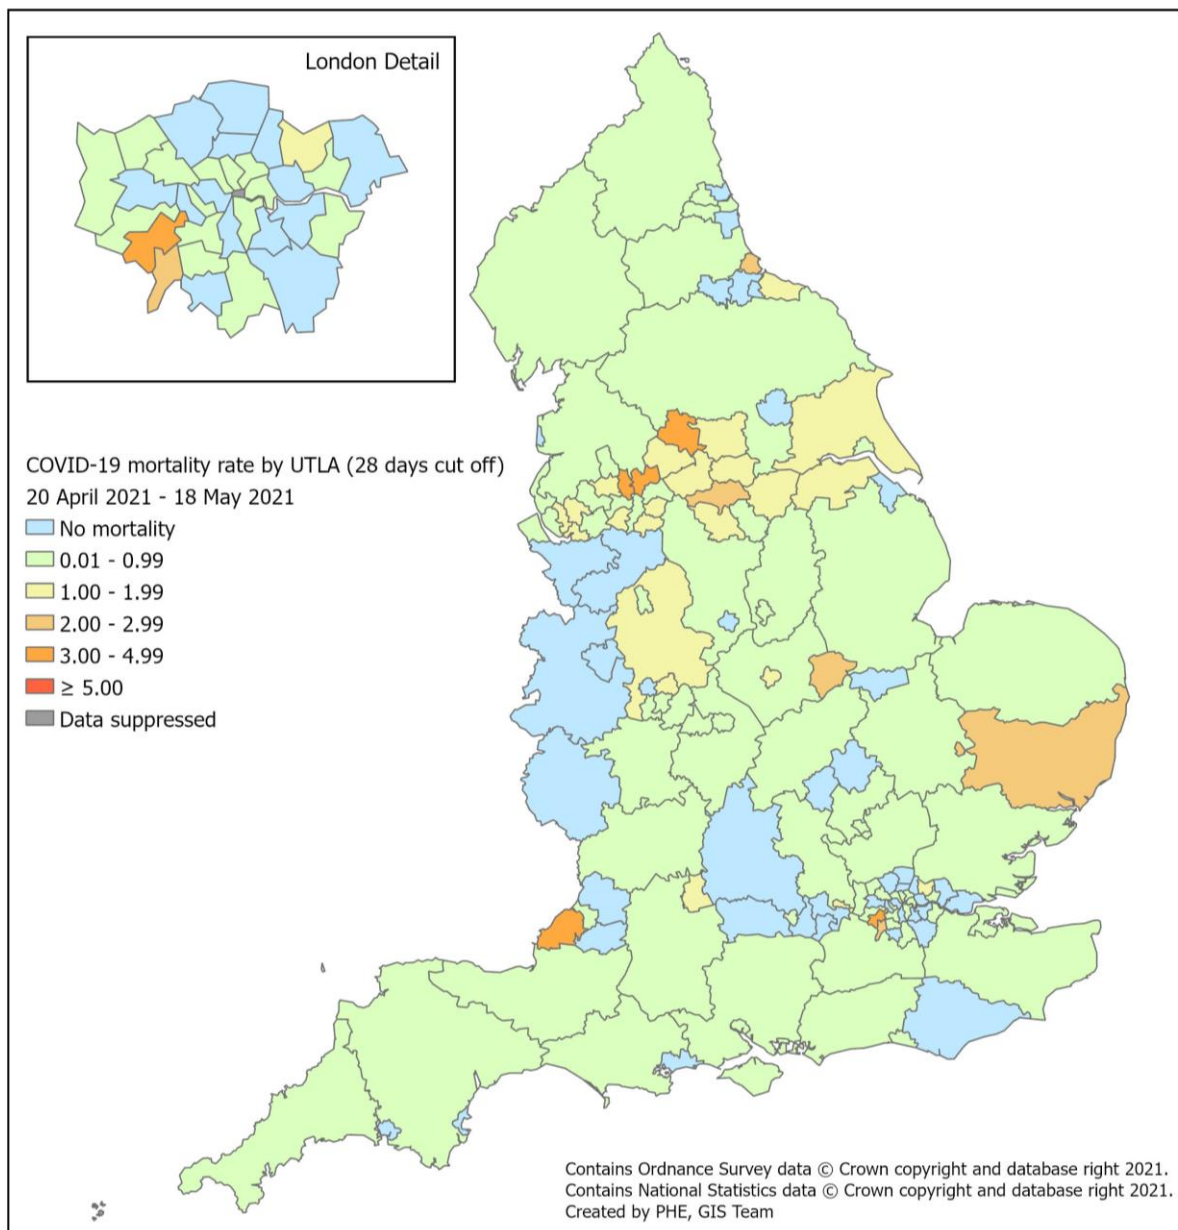 London Detail
COVID-19 mortality rate by UTLA (28 days cut off)
20 April 2021 - 18 May 2021
No mortality
0.01 - 0.99
1.00 - 1.99
2.00 - 2.99
3.00 - 4.99
≥ 5.00
Data suppressed
Contains Ordnance Survey data © Crown copyright and database right 2021.
Contains National Statistics data © Crown copyright and database right 2021.
Created by PHE, GIS Team